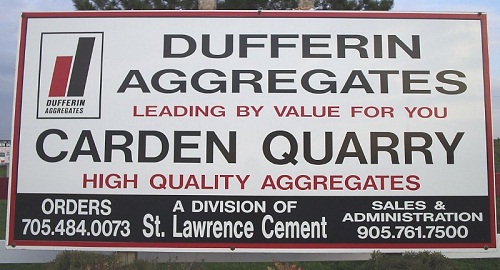 DUFFERIN
AGGREGATES
DUFFERIN
AGGREGATES
LEADING BY VALUE FOR YOU
CARDEN QUARRY
HIGH QUALITY AGGREGATES
ORDERS
705.484.0073
A DIVISION OF
St. Lawrence Cement
SALES &
ADMINISTRATION
905.761.7500